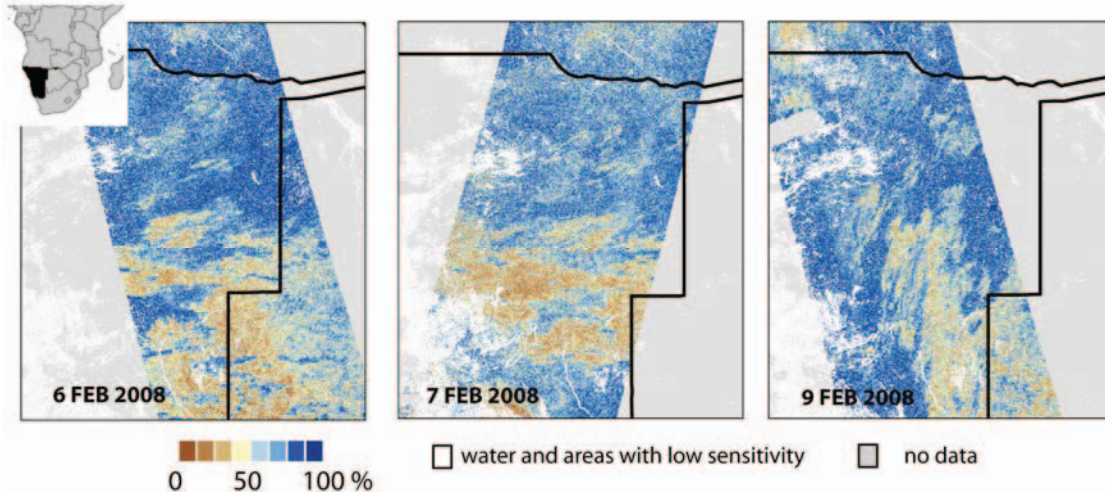 6 FEB 2008
7 FEB 2008
9 FEB 2008
0 50 100 %
water and areas with low sensitivity
no data